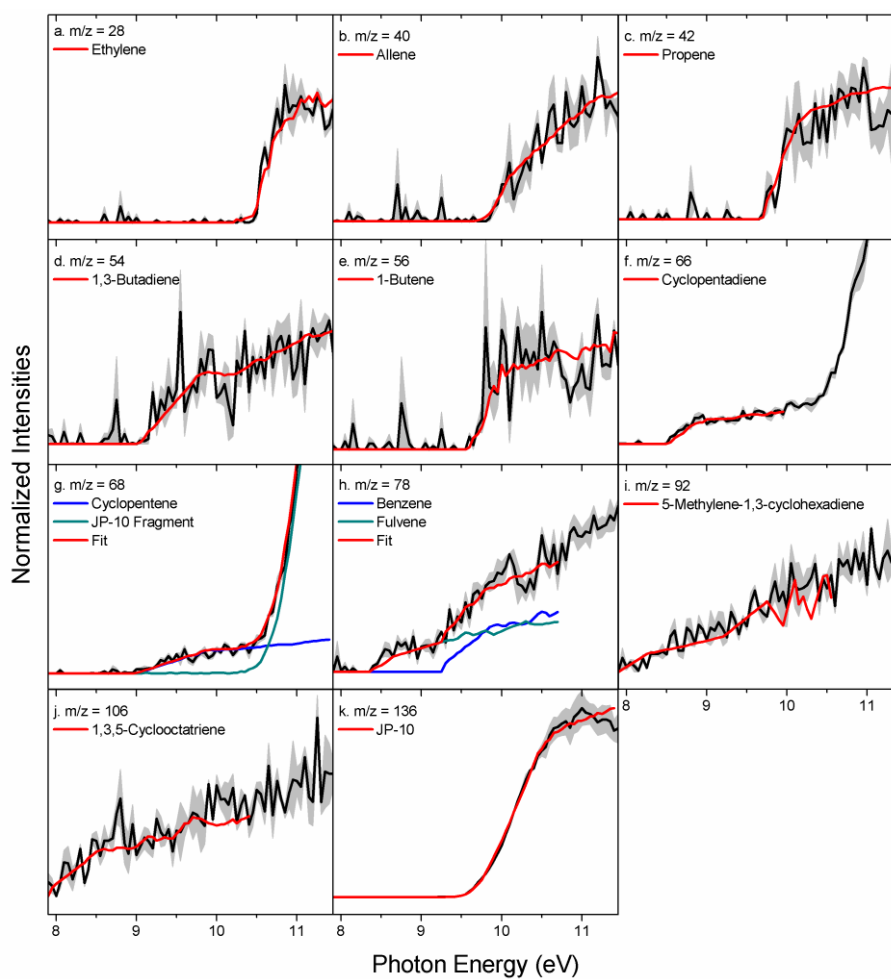 a. m/z = 28
Ethylene
b. m/z = 40
Allene
c. m/z = 42
Propene
d. m/z = 54
1,3-Butadiene
e. m/z = 56
1-Butene
f. m/z = 66
Cyclopentadiene
g. m/z = 68
Cyclopentene
JP-10 Fragment
Fit
h. m/z = 78
Benzene
Fulvene
Fit
i. m/z = 92
5-Methylene-1,3-cyclohexadiene
8 9 10 11
j. m/z = 106
1,3,5-Cyclooctatriene
k. m/z = 136
JP-10
8 9 10 11 8 9 10 11
Normalized Intensities
Photon Energy (eV)